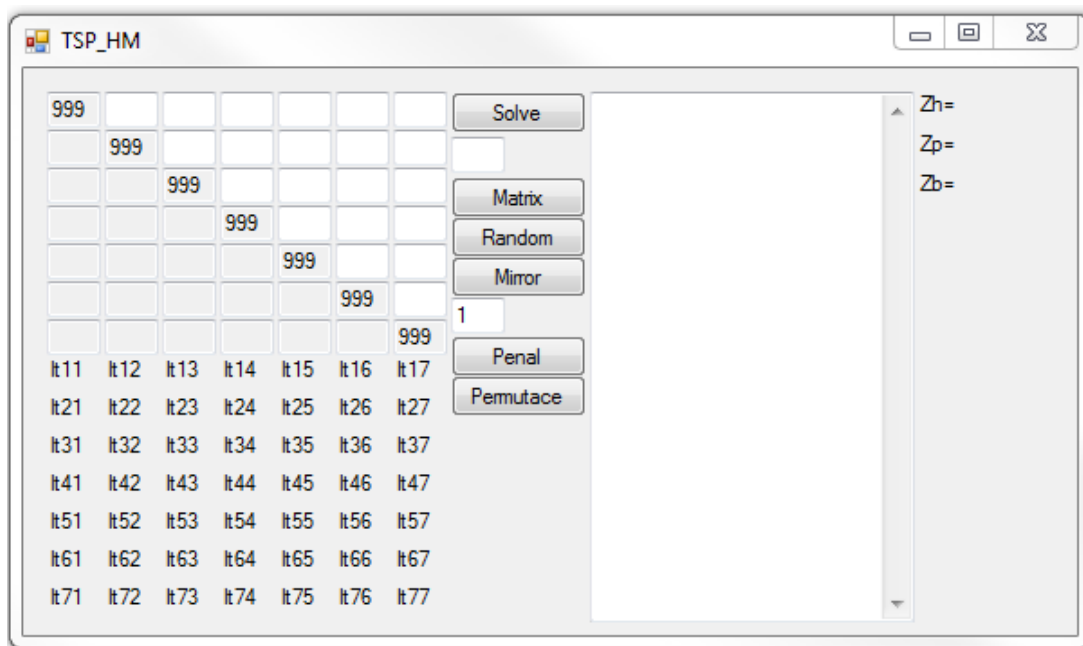 TSP_HM
999 Solve Zh=
999 Zp=
999 Matrix Zb=
999 Random
999 Mirror
999 1
999 Penal
lt11 lt12 lt13 lt14 lt15 lt16 lt17
Permutace
lt21 lt22 lt23 lt24 lt25 lt26 lt27
lt31 lt32 lt33 lt34 lt35 lt36 lt37
lt41 lt42 lt43 lt44 lt45 lt46 lt47
lt51 lt52 lt53 lt54 lt55 lt56 lt57
lt61 lt62 lt63 lt64 lt65 lt66 lt67
lt71 lt72 lt73 lt74 lt75 lt76 lt77